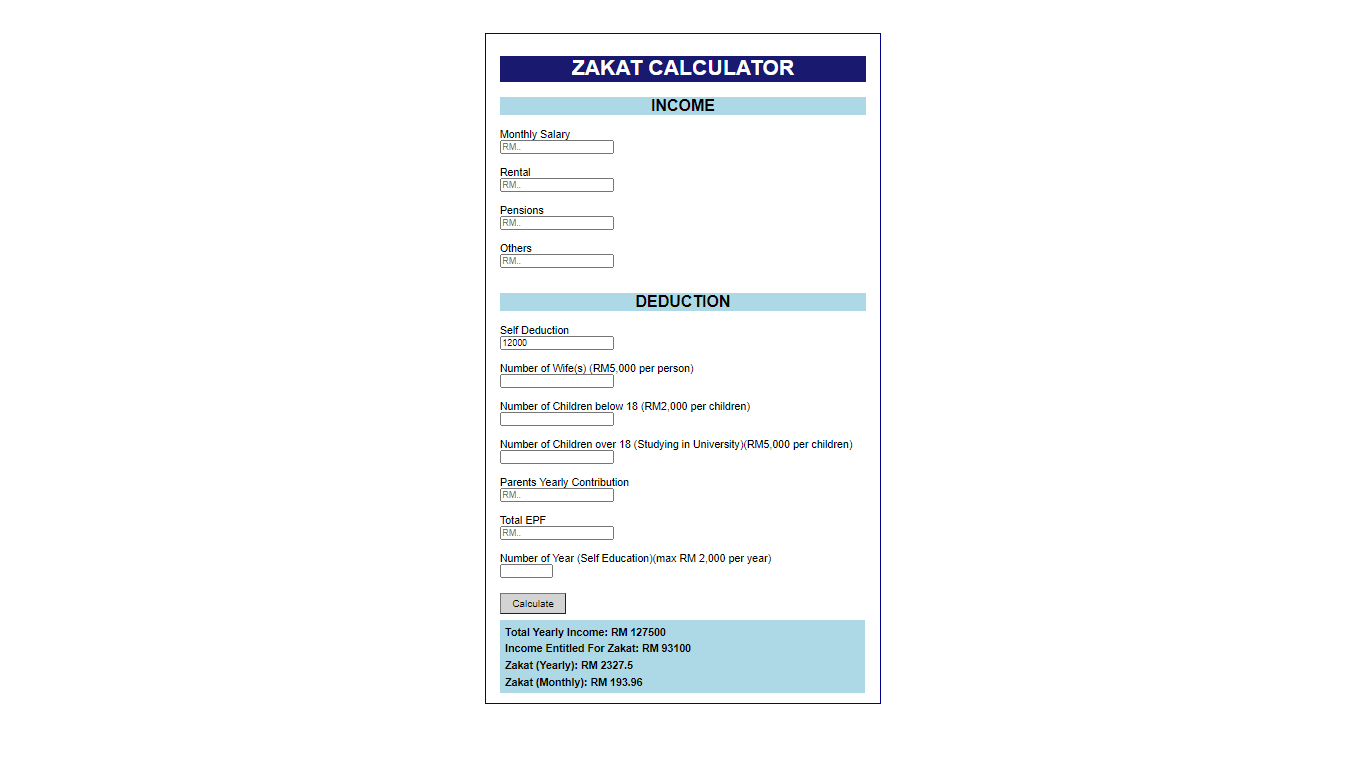 ZAKAT CALCULATOR
INCOME
Monthly Salary
RM..
Rental
RM..
Pensions
RM..
Others
RM..
DEDUCTION
Self Deduction
12000
Number of Wife(s) (RM5,000 per person)
Number of Children below 18 (RM2,000 per children)
Number of Children over 18 (Studying in University)(RM5,000 per children)
Parents Yearly Contribution
RM..
Total EPF
RM..
Number of Year (Self Education)(max RM 2,000 per year)
Calculate
Total Yearly Income: RM 127500
Income Entitled For Zakat: RM 93100
Zakat (Yearly): RM 2327.5
Zakat (Monthly): RM 193.96